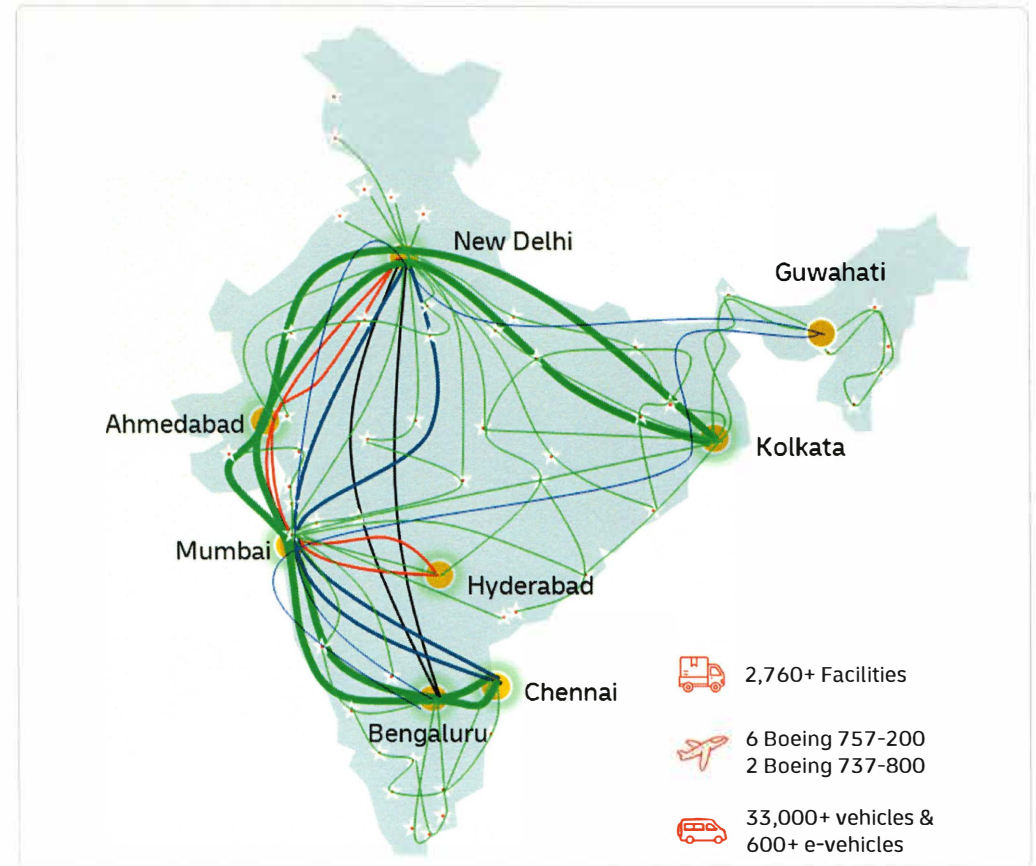 New Delhi
Guwahati
Ahmedabad
Kolkata
Mumbai
Hyderabad
Chennai
Bengaluru
2,760+ Facilities
6 Boeing 757-200
2 Boeing 737-800
33,000+ vehicles &
600+ e-vehicles